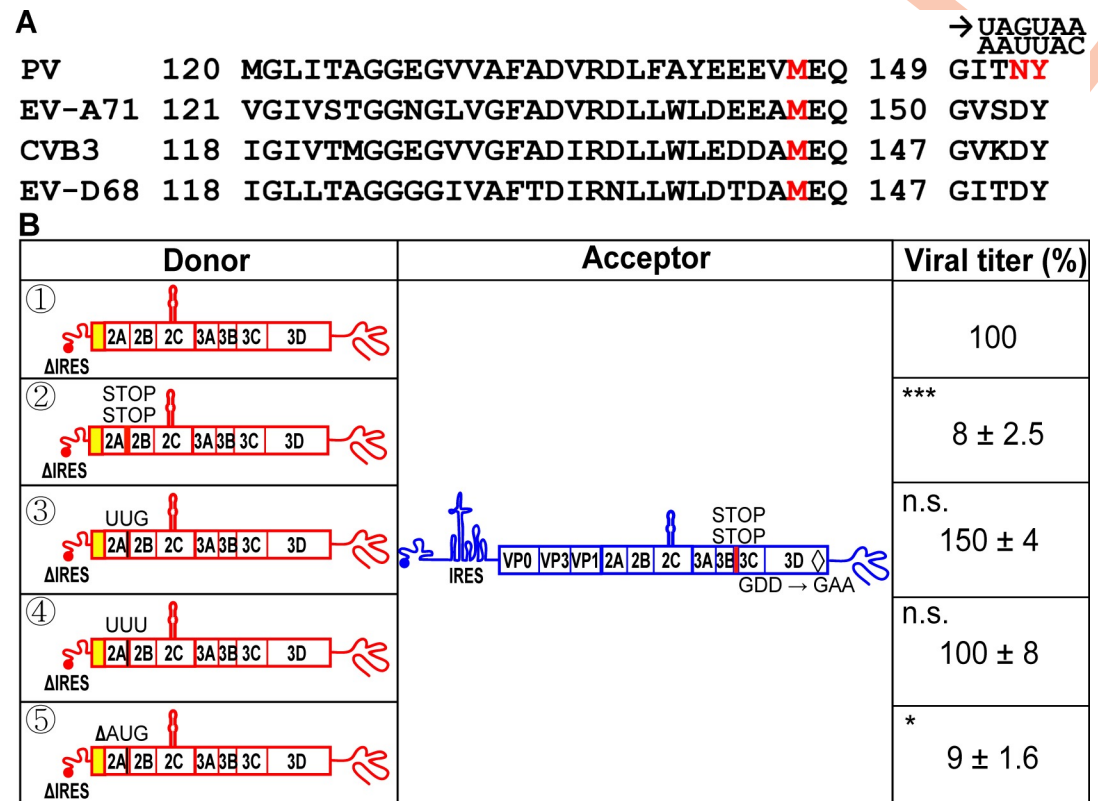 A
→ UAGUAA
AAUUAC
PV 120 MGLITAGGEGVVAFADVRDLFAYEEEVMEQ 149 GITNY
EV-A71 121 VGIVSTGGNGLVGFADVRDLLWLDEEAMEQ 150 GVSDY
CVB3 118 IGIVTMGGEGVVGFADIRDLLWLEDDAMEQ 147 GVKDY
EV-D68 118 IGLLTAGGGGIVAFTDIRNLLWLDTDAMEQ 147 GITDY
B
Donor Acceptor Viral titer (%)
① 2A 2B 2C 3A 3B 3C 3D
ΔIRES
100
② STOP
STOP
2A 2B 2C 3A 3B 3C 3D
ΔIRES
***
8 ± 2.5
③ UUG
2A 2B 2C 3A 3B 3C 3D
ΔIRES
STOP
STOP
VP0 VP3 VP1 2A 2B 2C 3A 3B 3C 3D
IRES
GDD → GAA
n.s.
150 ± 4
④ UUU
2A 2B 2C 3A 3B 3C 3D
ΔIRES
n.s.
100 ± 8
⑤ ΔAUG
2A 2B 2C 3A 3B 3C 3D
ΔIRES
*
9 ± 1.6